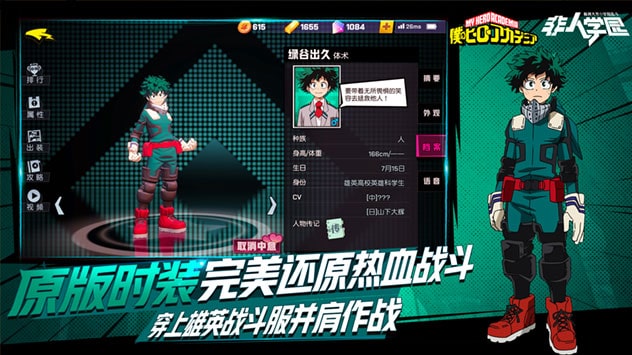 615
1655
1084
26ms
MY HERO ACADEMIA
僕のヒーローアカデミア
非人学园
绿谷出久 体术
要带着无所畏惧的笑
容去拯救他人!
排行
属性
出装
攻略
视频
摘要
外观
档案
语音
种族 人
身高/体重 166cm/——
生日 7月15日
身份 雄英高校英雄科学生
CV [中]???
[日]山下大辉
人物传记
传
取消中意
原版时装完美还原热血战斗
穿上雄英战斗服并肩作战